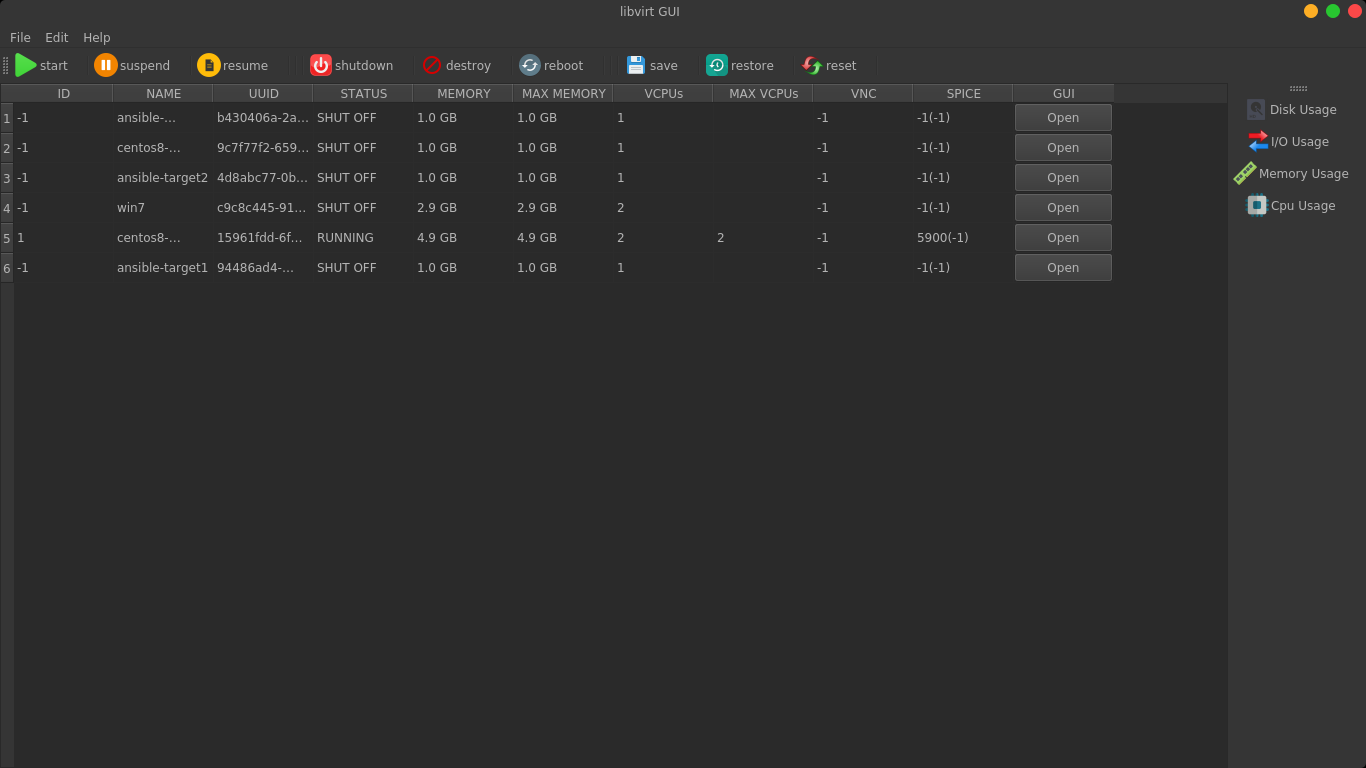 libvirt GUI
File Edit Help
start suspend resume shutdown destroy reboot save restore reset
ID NAME UUID STATUS MEMORY MAX MEMORY VCPUs MAX VCPUs VNC SPICE GUI
1 -1 ansible-... b430406a-2a... SHUT OFF 1.0 GB 1.0 GB 1 -1 -1(-1) Open
2 -1 centos8-... 9c7f77f2-659... SHUT OFF 1.0 GB 1.0 GB 1 -1 -1(-1) Open
3 -1 ansible-target2 4d8abc77-0b... SHUT OFF 1.0 GB 1.0 GB 1 -1 -1(-1) Open
4 -1 win7 c9c8c445-91... SHUT OFF 2.9 GB 2.9 GB 2 -1 -1(-1) Open
5 1 centos8-... 15961fdd-6f... RUNNING 4.9 GB 4.9 GB 2 2 -1 5900(-1) Open
6 -1 ansible-target1 94486ad4-... SHUT OFF 1.0 GB 1.0 GB 1 -1 -1(-1) Open
Disk Usage
I/O Usage
Memory Usage
Cpu Usage